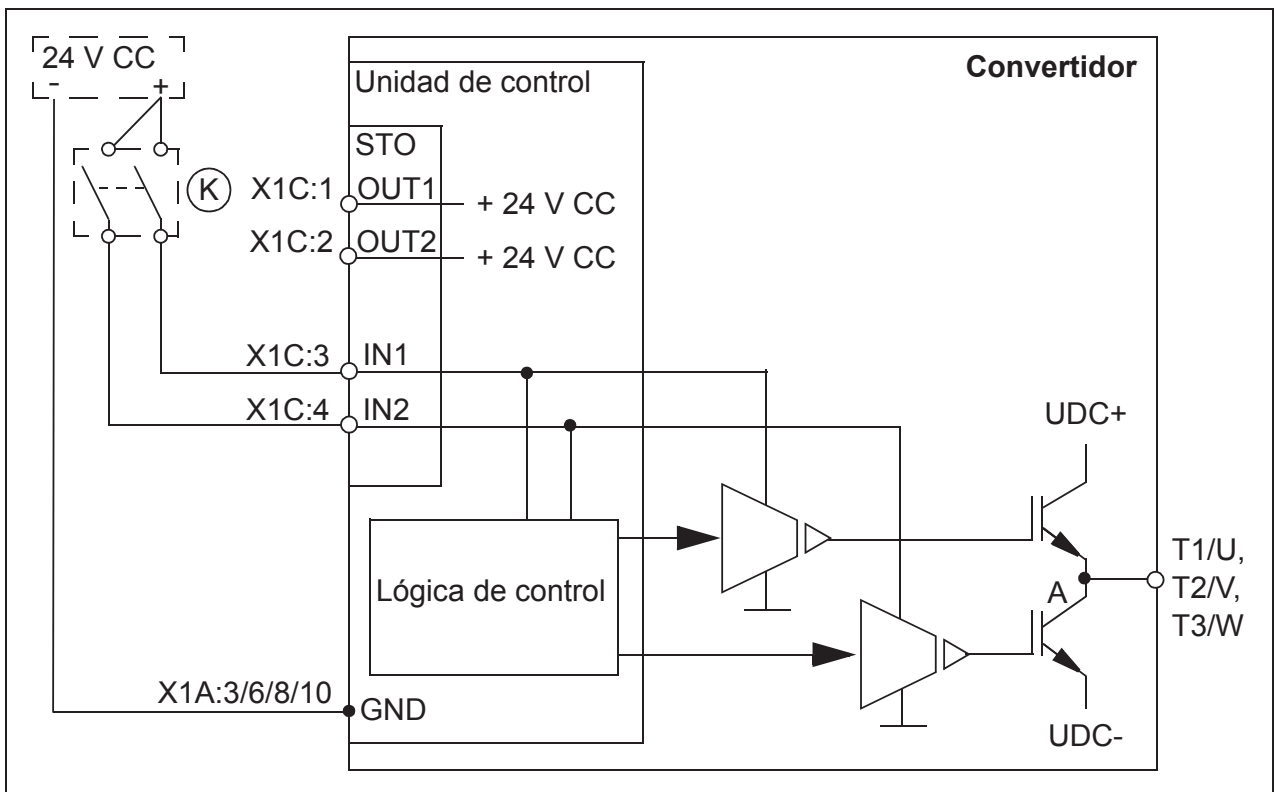 24 V CC
- +
Convertidor
Unidad de control
STO
K
X1C:1 OUT1 + 24 V CC
X1C:2 OUT2 + 24 V CC
X1C:3 IN1
X1C:4 IN2
UDC+
Lógica de control
A
T1/U,
T2/V,
T3/W
X1A:3/6/8/10 GND
UDC-